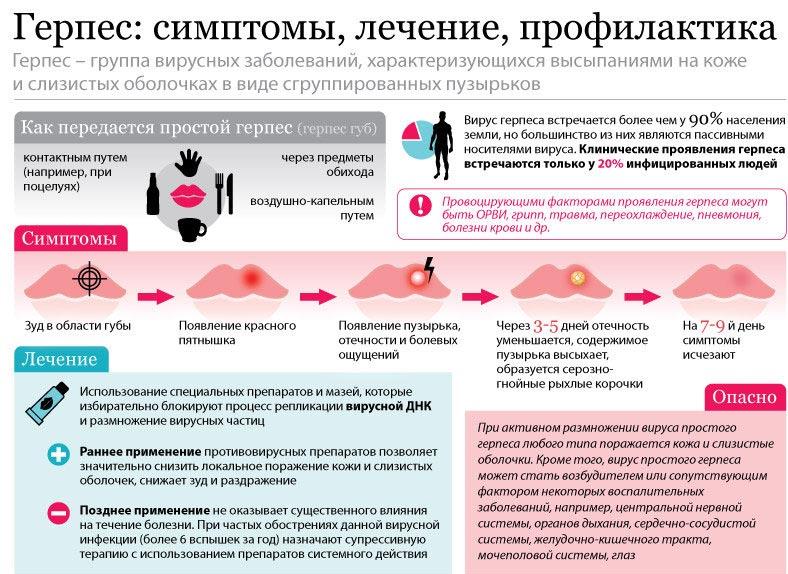 Герпес: симптомы, лечение, профилактика
Герпес – группа вирусных заболеваний, характеризующихся высыпаниями на коже
и слизистых оболочках в виде сгруппированных пузырьков
Как передается простой герпес (герпес губ)
контактным путем
(например, при
поцелуях)
через предметы
обихода
воздушно-капельным
путем
Вирус герпеса встречается более чем у 90% населения
земли, но большинство из них являются пассивными
носителями вируса. Клинические проявления герпеса
встречаются только у 20% инфицированных людей
Провоцирующими факторами проявления герпеса могут
быть ОРВИ, грипп, травма, переохлаждение, пневмония,
болезни крови и др.
Симптомы
Зуд в области губы
Появление красного
пятнышка
Появление пузырька,
отечности и болевых
ощущений
Через 3-5 дней отечность
уменьшается, содержимое
пузырька высыхает,
образуется серозно-
гнойные рыхлые корочки
На 7-9 й день
симптомы
исчезают
Лечение
Использование специальных препаратов и мазей, которые
избирательно блокируют процесс репликации вирусной ДНК
и размножение вирусных частиц
Раннее применение противовирусных препаратов позволяет
значительно снизить локальное поражение кожи и слизистых
оболочек, снижает зуд и раздражение
Позднее применение не оказывает существенного влияния
на течение болезни. При частых обострениях данной вирусной
инфекции (более 6 вспышек за год) назначают супрессивную
терапию с использованием препаратов системного действия
Опасно
При активном размножении вируса простого
герпеса любого типа поражается кожа и слизистые
оболочки. Кроме того, вирус простого герпеса
может стать возбудителем или сопутствующим
фактором некоторых воспалительных
заболеваний, например, центральной нервной
системы, органов дыхания, сердечно-сосудистой
системы, желудочно-кишечного тракта,
мочеполовой системы, глаз